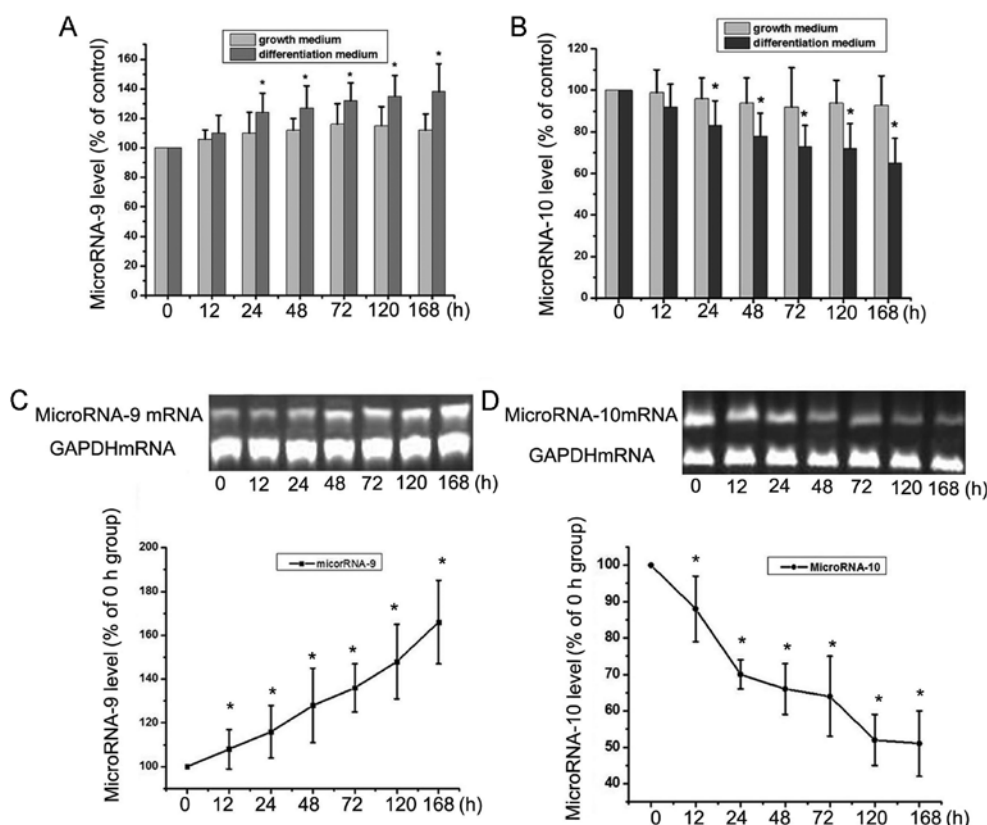 A
growth medium
differentiation medium
MicroRNA-9 level (% of control)
160
140
120
100
80
60
40
20
0
* * * * *
0 12 24 48 72 120 168 (h)
B
growth medium
differentiation medium
MicroRNA-10 level (% of control)
120
100
80
60
40
20
0
* * * * *
0 12 24 48 72 120 168 (h)
C
MicroRNA-9 mRNA
GAPDHmRNA
0 12 24 48 72 120 168 (h)
micorRNA-9
MicroRNA-9 level (% of 0 h group)
200
180
160
140
120
100
* * * * * *
0 12 24 48 72 120 168 (h)
D
MicroRNA-10mRNA
GAPDHmRNA
0 12 24 48 72 120 168 (h)
MicroRNA-10
MicroRNA-10 level (% of 0 h group)
100
90
80
70
60
50
40
* * * * * *
0 12 24 48 72 120 168 (h)